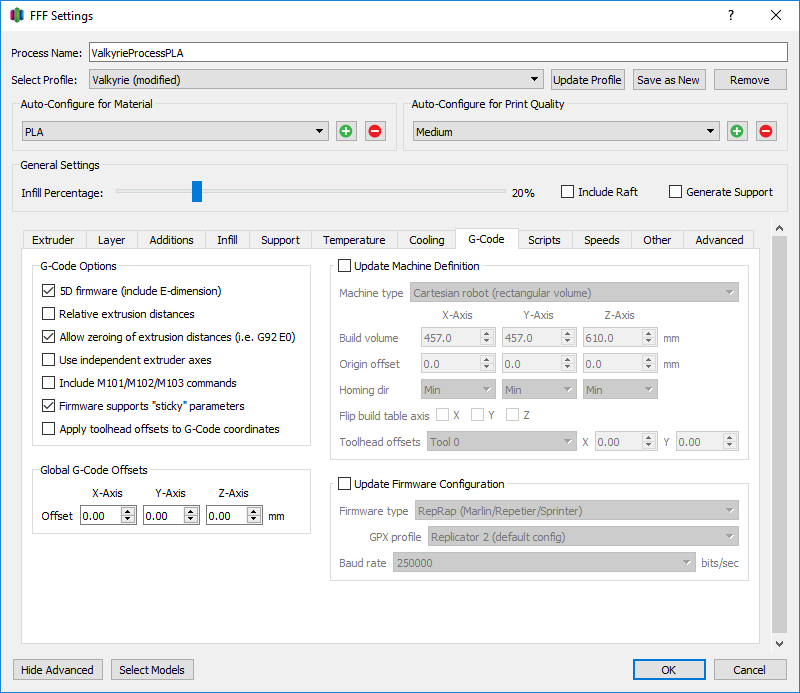 FFF Settings
Process Name: ValkyrieProcessPLA
Select Profile: Valkyrie (modified) Update Profile Save as New Remove
Auto-Configure for Material Auto-Configure for Print Quality
PLA Medium
General Settings
Infill Percentage: 20% Include Raft Generate Support
Extruder Layer Additions Infill Support Temperature Cooling G-Code Scripts Speeds Other Advanced
G-Code Options
5D firmware (include E-dimension)
Relative extrusion distances
Allow zeroing of extrusion distances (i.e. G92 E0)
Use independent extruder axes
Include M101/M102/M103 commands
Firmware supports "sticky" parameters
Apply toolhead offsets to G-Code coordinates
Global G-Code Offsets
X-Axis Y-Axis Z-Axis
Offset 0.00 0.00 0.00 mm
Update Machine Definition
Machine type Cartesian robot (rectangular volume)
X-Axis Y-Axis Z-Axis
Build volume 457.0 457.0 610.0 mm
Origin offset 0.0 0.0 0.0 mm
Homing dir Min Min Min
Flip build table axis X Y Z
Toolhead offsets Tool 0 X 0.00 Y 0.00
Update Firmware Configuration
Firmware type RepRap (Marlin/Repetier/Sprinter)
GPX profile Replicator 2 (default config)
Baud rate 250000 bits/sec
Hide Advanced Select Models OK Cancel